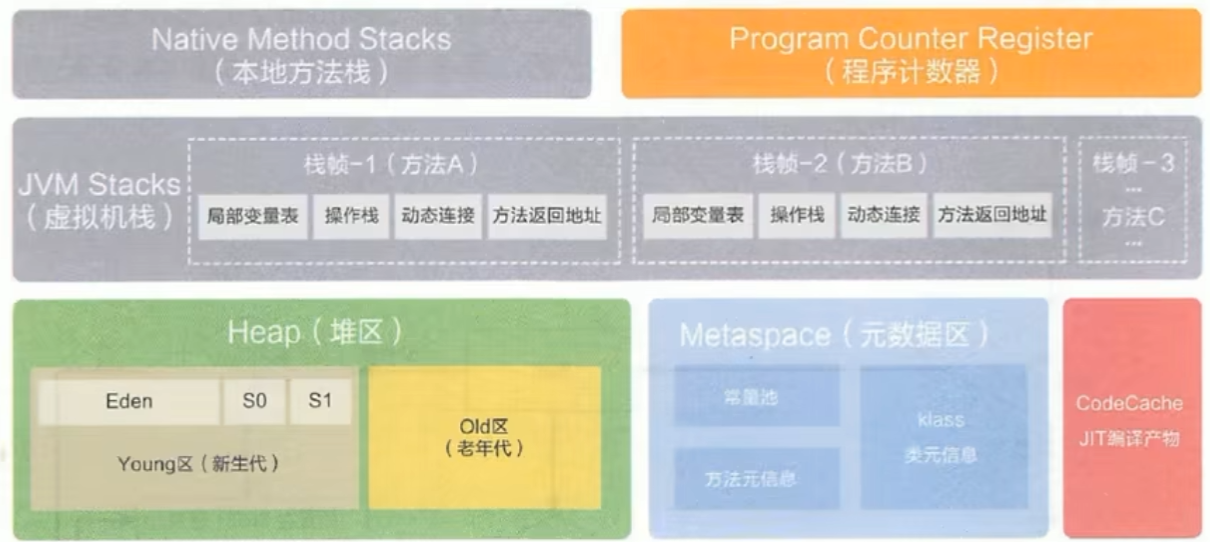 Native Method Stacks
（本地方法栈）
Program Counter Register
（程序计数器）
JVM Stacks
（虚拟机栈）
栈帧-1（方法A）
局部变量表 操作栈 动态连接 方法返回地址
栈帧-2（方法B）
局部变量表 操作栈 动态连接 方法返回地址
栈帧-3
...
方法C
...
Heap（堆区）
Eden S0 S1
Young区（新生代）
Old区
（老年代）
Metaspace（元数据区）
常量池
方法元信息
klass
类元信息
CodeCache
JIT编译产物